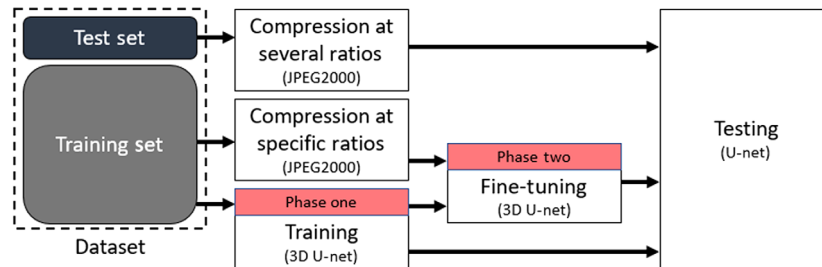 Test set
Training set
Dataset
Compression at
several ratios
(JPEG2000)
Compression at
specific ratios
(JPEG2000)
Phase one
Training
(3D U-net)
Phase two
Fine-tuning
(3D U-net)
Testing
(U-net)